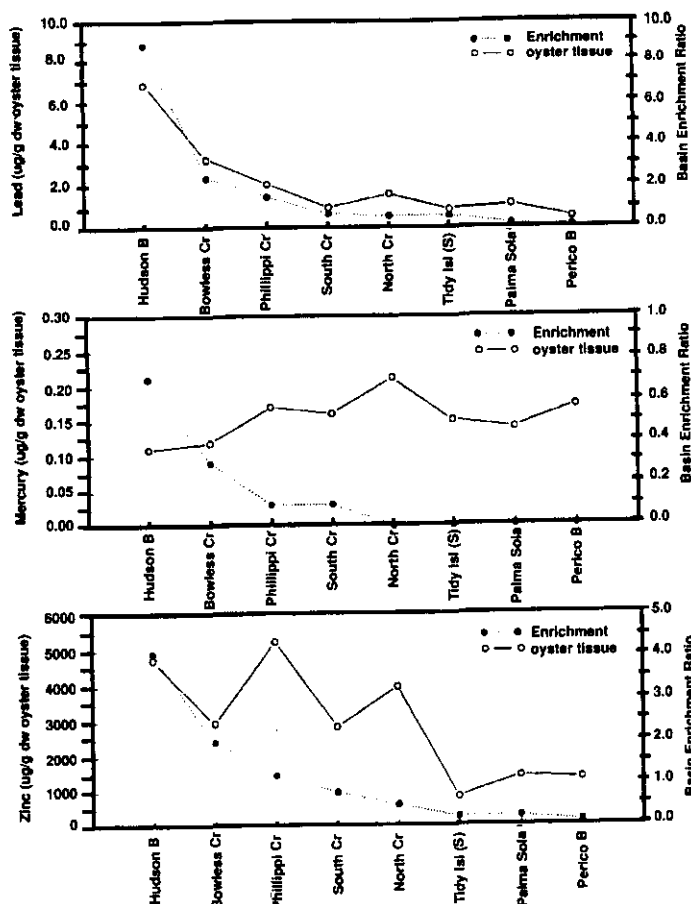 10.0
8.0
6.0
4.0
2.0
0.0
Lead (ug/g dw oyster tissue)
Enrichment
oyster tissue
10.0
8.0
6.0
4.0
2.0
0.0
Basin Enrichment Ratio
Hudson B
Bowless Cr
Phillippi Cr
South Cr
North Cr
Tidy Isl (S)
Palma Sola
Perico B
0.30
0.25
0.20
0.15
0.10
0.05
0.00
Mercury (ug/g dw oyster tissue)
Enrichment
oyster tissue
1.0
0.8
0.6
0.4
0.2
0.0
Basin Enrichment Ratio
Hudson B
Bowless Cr
Phillippi Cr
South Cr
North Cr
Tidy Isl (S)
Palma Sola
Perico B
6000
5000
4000
3000
2000
1000
0
Zinc (ug/g dw oyster tissue)
Enrichment
oyster tissue
5.0
4.0
3.0
2.0
1.0
0.0
Basin Enrichment Ratio
Hudson B
Bowless Cr
Phillippi Cr
South Cr
North Cr
Tidy Isl (S)
Palma Sola
Perico B